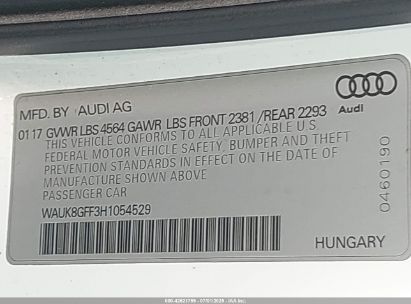 MFD. BY AUDI AG
0117 GVWR LBS 4564 GAWR LBS FRONT 2381 /REAR 2293
THIS VEHICLE CONFORMS TO ALL APPLICABLE U.S.
FEDERAL MOTOR VEHICLE SAFETY, BUMPER AND THEFT
PREVENTION STANDARDS IN EFFECT ON THE DATE OF
MANUFACTURE SHOWN ABOVE
PASSENGER CAR
WAUK8GFF3H1054529
HUNGARY
Audi
0460190